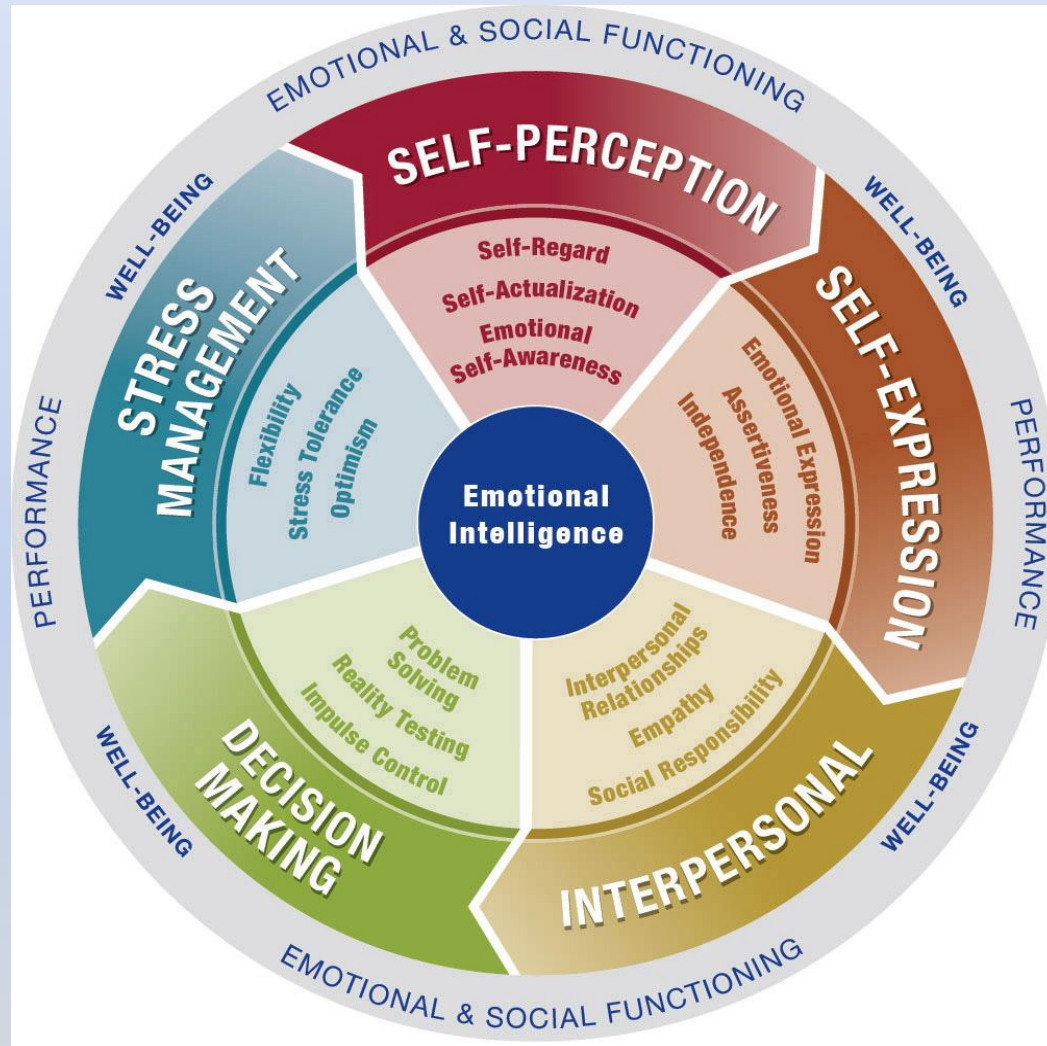 EMOTIONAL & SOCIAL FUNCTIONING
WELL-BEING
WELL-BEING
PERFORMANCE
PERFORMANCE
WELL-BEING
WELL-BEING
EMOTIONAL & SOCIAL FUNCTIONING
SELF-PERCEPTION
Self-Regard
Self-Actualization
Emotional
Self-Awareness
SELF-EXPRESSION
Emotional Expression
Assertiveness
Independence
INTERPERSONAL
Interpersonal
Relationships
Empathy
Social Responsibility
DECISION
MAKING
Problem
Solving
Reality Testing
Impulse Control
STRESS
MANAGEMENT
Flexibility
Stress Tolerance
Optimism
Emotional
Intelligence